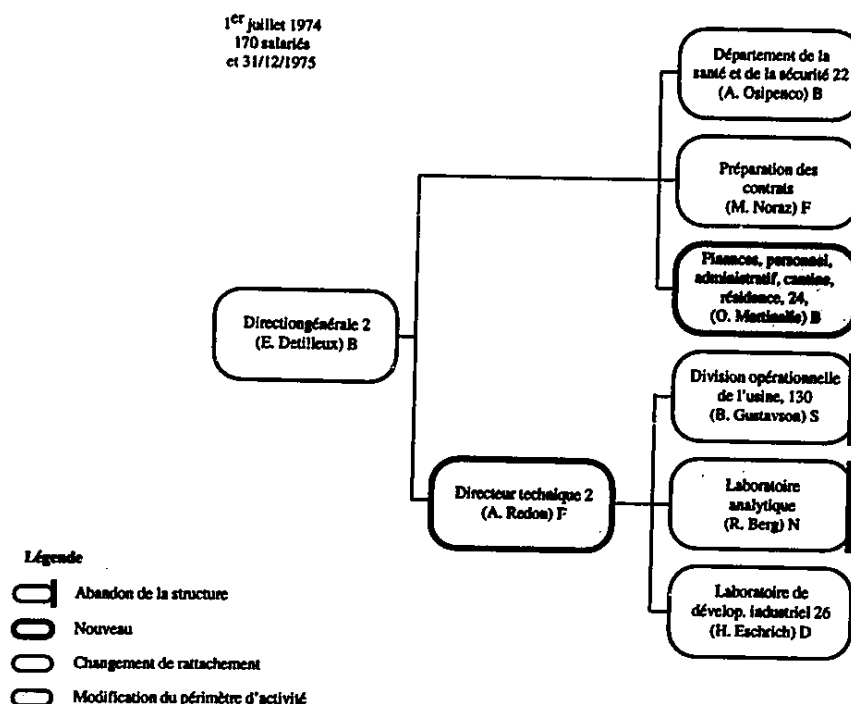 1er juillet 1974
170 salariés
et 31/12/1975
Département de la
santé et de la sécurité 22
(A. Osipenco) B
Préparation des
contrats
(M. Noraz) F
Finances, personnel,
administratif, cantine,
résidence, 24,
(O. Martinelle) B
Directiongénérale 2
(E. Detilleux) B
Division opérationnelle
de l'usine, 130
(B. Gustavson) S
Directeur technique 2
(A. Redon) F
Laboratoire
analytique
(R. Berg) N
Laboratoire de
dévelop. industriel 26
(H. Eschrich) D
Légende
Abandon de la structure
Nouveau
Changement de rattachement
Modification du périmètre d'activité